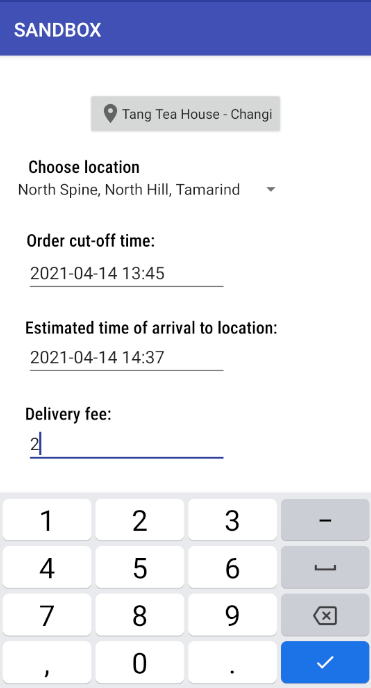 SANDBOX
Tang Tea House - Changi
Choose location
North Spine, North Hill, Tamarind
Order cut-off time:
2021-04-14 13:45
Estimated time of arrival to location:
2021-04-14 14:37
Delivery fee:
2
1 2 3 –
4 5 6
7 8 9
, 0 .